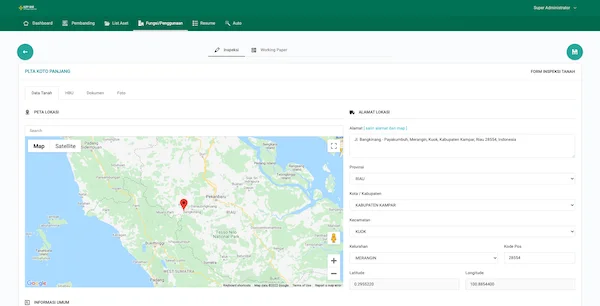 Super Administrator
Dashboard
Pembanding
List Aset
Fungsi/Penggunaan
Resume
Auto
Inspeksi
Working Paper
PLTA KOTO PANJANG
FORM INSPEKSI TANAH
Data Tanah
HBU
Dokumen
Foto
PETA LOKASI
ALAMAT LOKASI
Search
Map
Satellite
Pekanbaru
WEST SUMATRA
Google
Keyboard shortcuts
Map data ©2023 Google
Terms of Use
Report a map error
Alamat [ salin alamat dari map ]
Jl. Bangkinang - Payakumbuh, Merangin, Kuok, Kabupaten Kampar, Riau 28554, Indonesia
Provinsi
RIAU
Kota / Kabupaten
KABUPATEN KAMPAR
Kecamatan
KUOK
Kelurahan
Kode Pos
MERANGIN
28554
Latitude
Longitude
INFORMASI UMUM